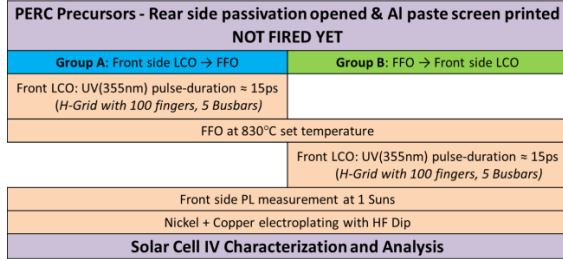 PERC Precursors - Rear side passivation opened & Al paste screen printed
NOT FIRED YET
Group A: Front side LCO → FFO
Group B: FFO → Front side LCO
Front LCO: UV(355nm) pulse-duration ≈ 15ps
(H-Grid with 100 fingers, 5 Busbars)
FFO at 830°C set temperature
Front LCO: UV(355nm) pulse-duration ≈ 15ps
(H-Grid with 100 fingers, 5 Busbars)
Front side PL measurement at 1 Suns
Nickel + Copper electroplating with HF Dip
Solar Cell IV Characterization and Analysis